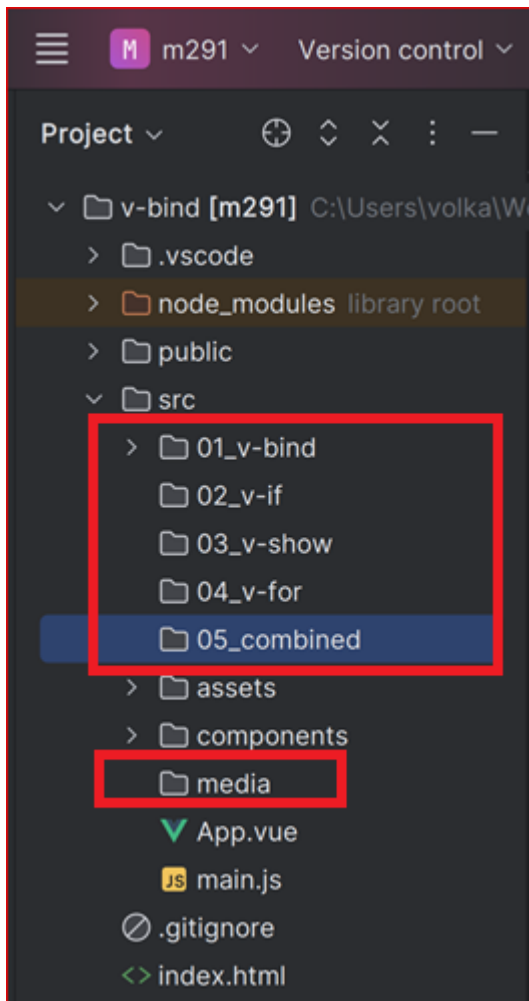 M m291 Version control
Project
v-bind [m291] C:\Users\volka\W
.vscode
node_modules library root
public
src
01_v-bind
02_v-if
03_v-show
04_v-for
05_combined
assets
components
media
App.vue
JS main.js
.gitignore
<> index.html